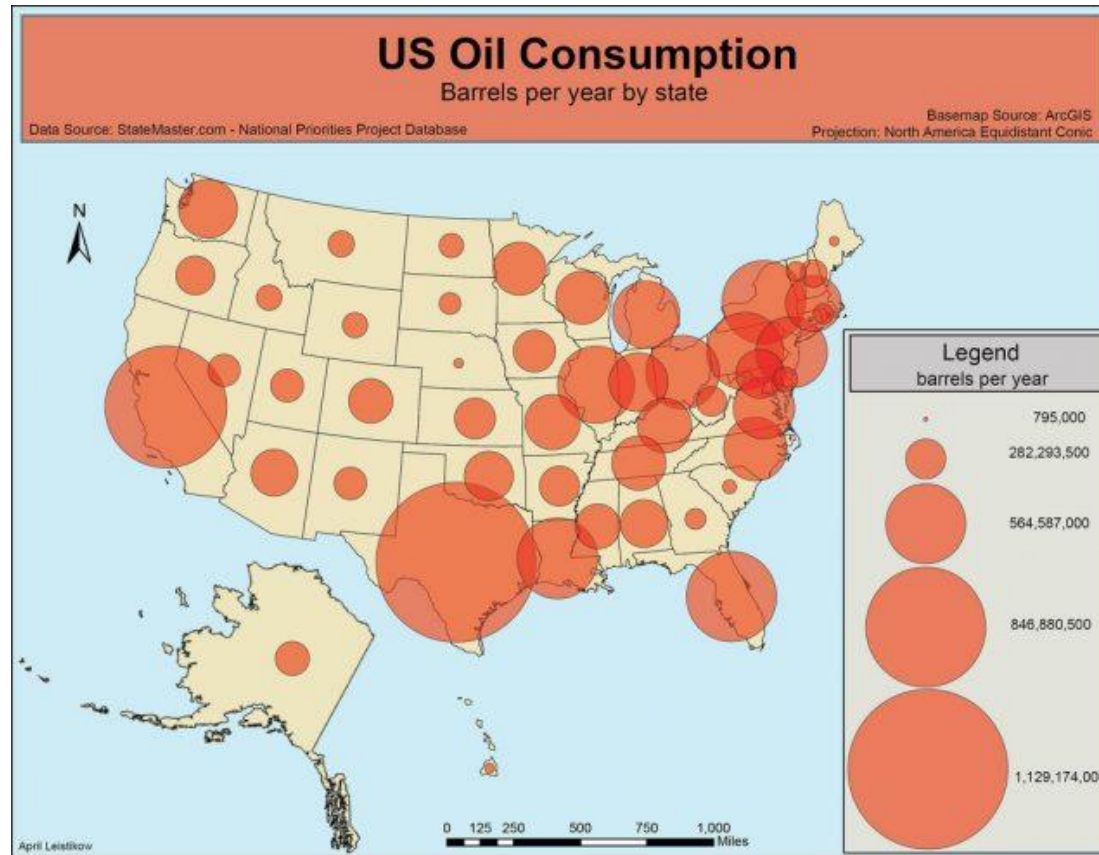 US Oil Consumption
Barrels per year by state
Data Source: StateMaster.com - National Priorities Project Database
Basemap Source: ArcGIS
Projection: North America Equidistant Conic
N
Legend
barrels per year
795,000
282,293,500
564,587,000
846,880,500
1,129,174,00
0 125 250 500 750 1,000
Miles
April Leistikow